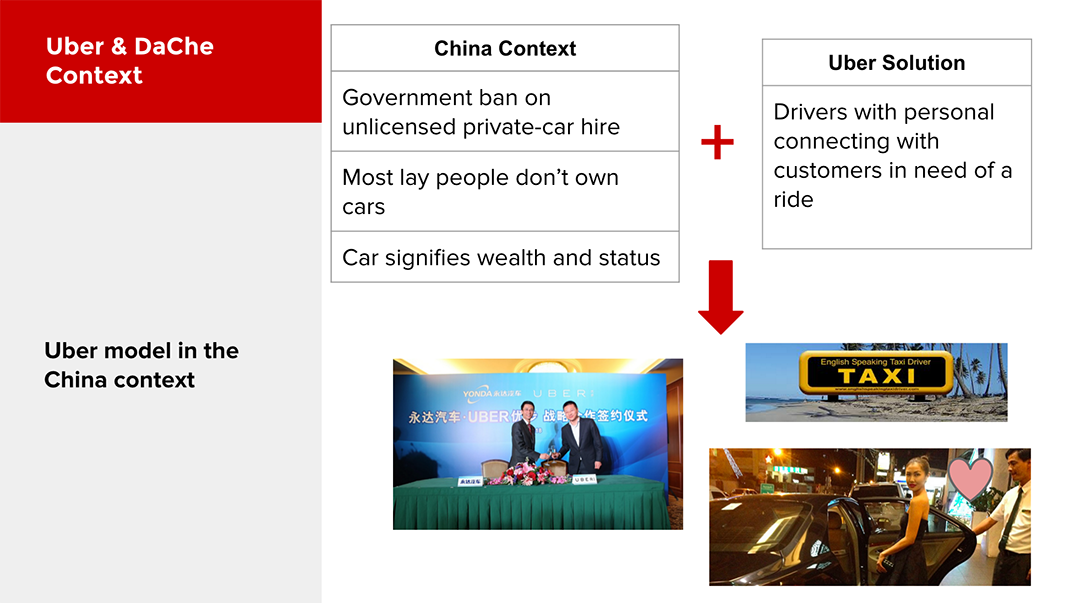 Uber & DaChe
Context
China Context
Government ban on
unlicensed private-car hire
Most lay people don’t own
cars
Car signifies wealth and status
Uber Solution
Drivers with personal
connecting with
customers in need of a
ride
Uber model in the
China context
YONDA 永达汽车 UBER
永达汽车·UBER优 战略 作签约仪式
永达汽车
UBER
English Speaking Taxi Driver
TAXI
www.englishspeakingtaxidriver.com